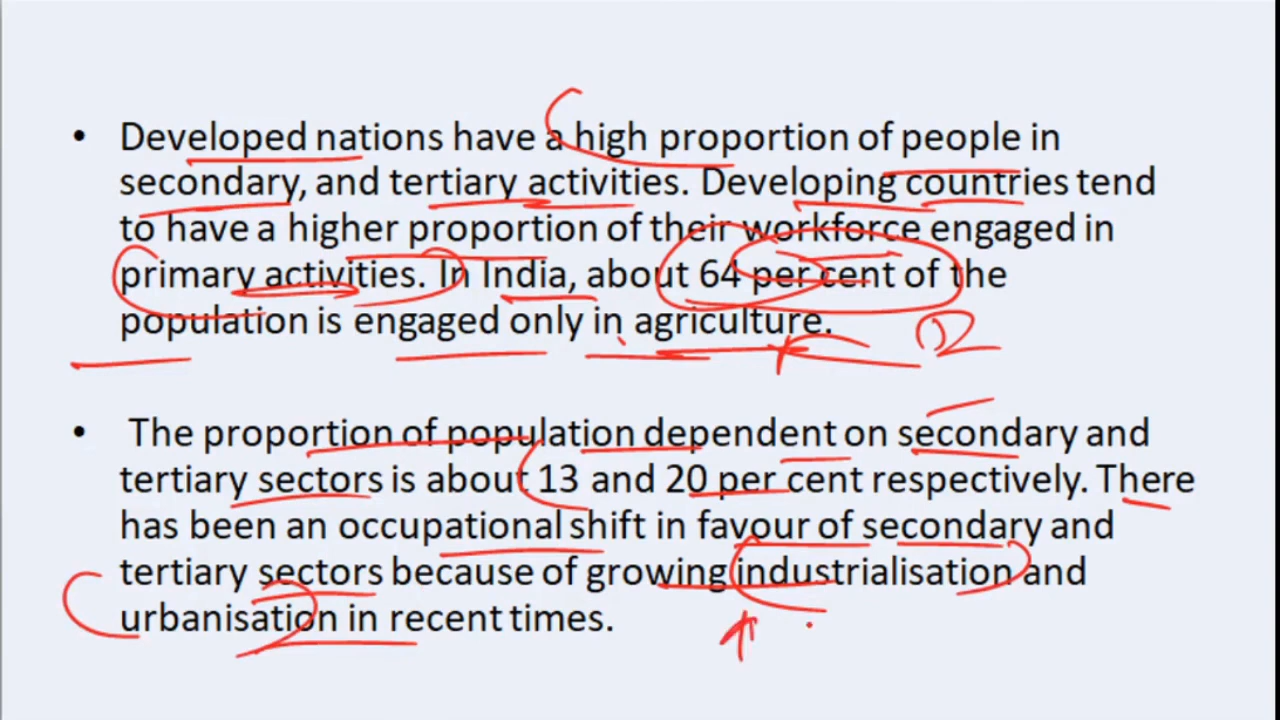 • Developed nations have a high proportion of people in
secondary, and tertiary activities. Developing countries tend
to have a higher proportion of their workforce engaged in
primary activities. In India, about 64 per cent of the
population is engaged only in agriculture.
• The proportion of population dependent on secondary and
tertiary sectors is about 13 and 20 per cent respectively. There
has been an occupational shift in favour of secondary and
tertiary sectors because of growing industrialisation and
urbanisation in recent times.